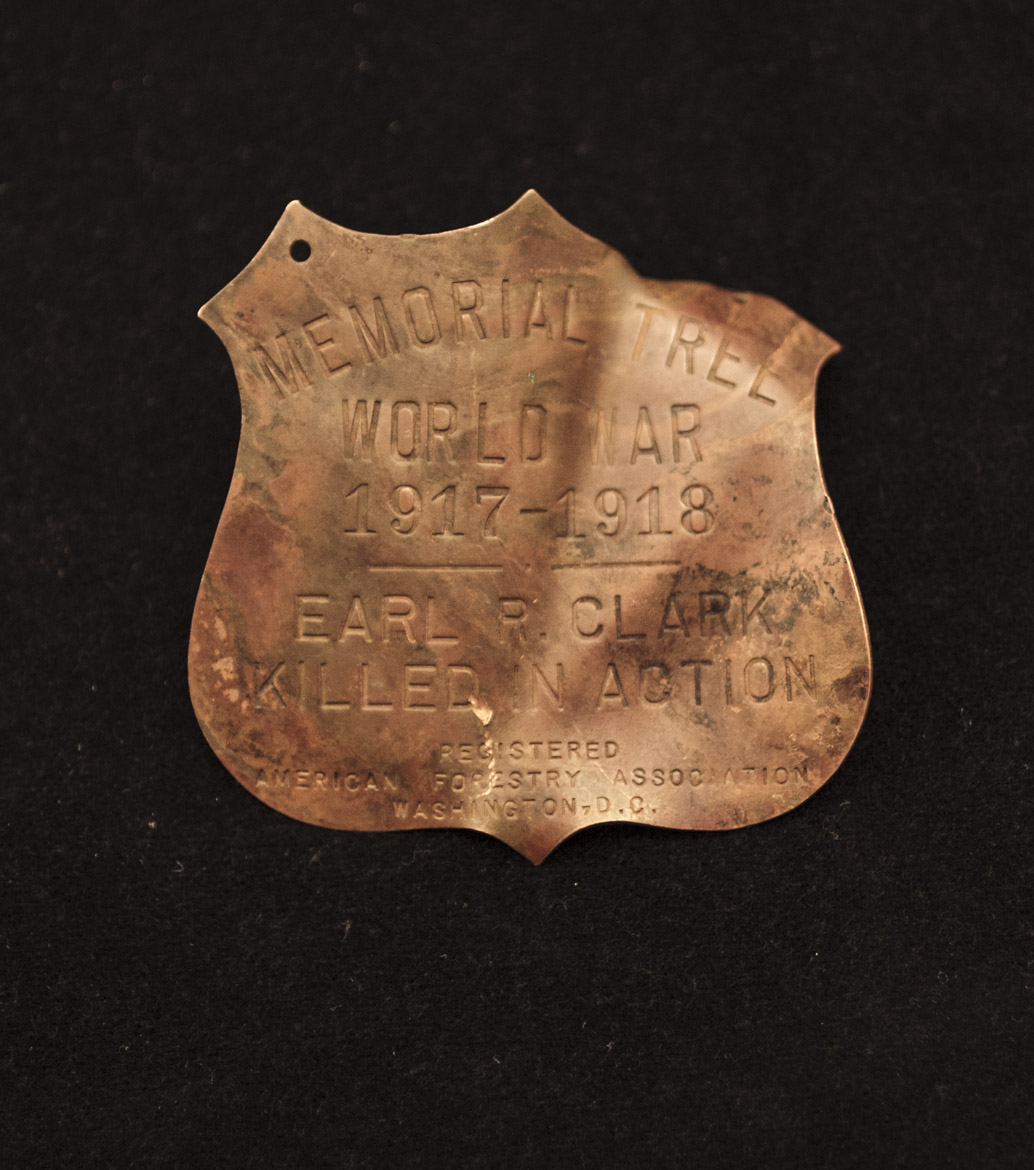 MEMORIAL TREE
WORLD WAR
1917-1918
EARL R. CLARK
KILLED IN ACTION
REGISTERED
AMERICAN FORESTRY ASSOCIATION
WASHINGTON, D.C.